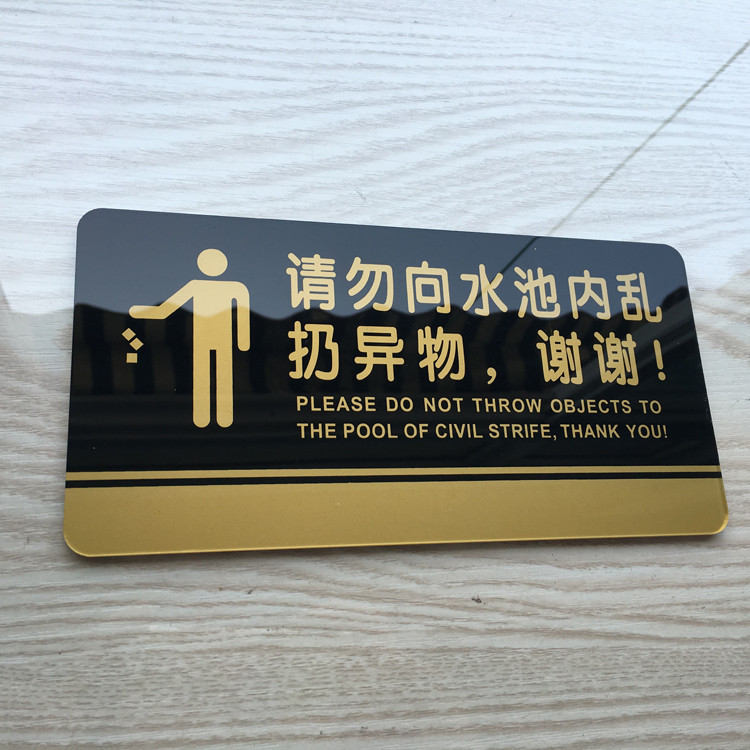 请勿向水池内乱
扔异物，谢谢！
PLEASE DO NOT THROW OBJECTS TO
THE POOL OF CIVIL STRIFE, THANK YOU!